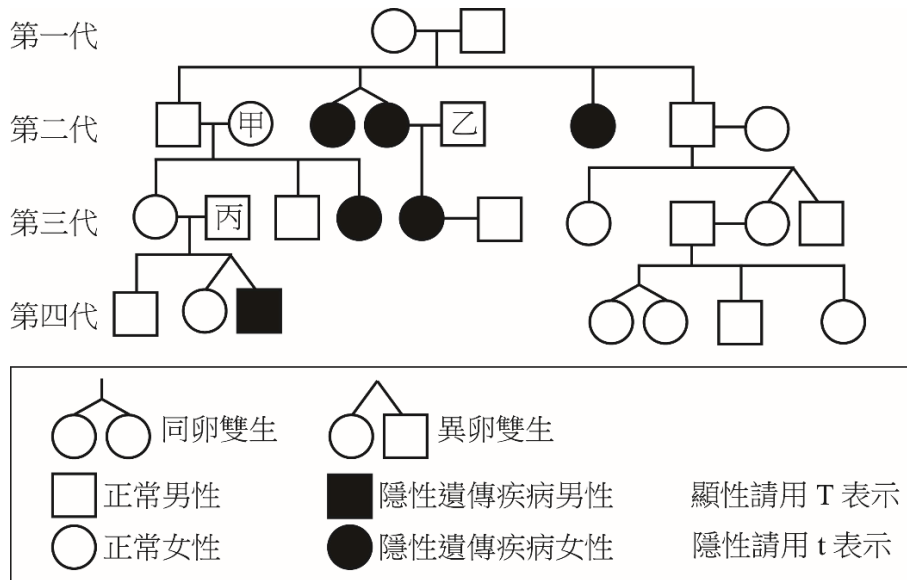 第一代
第二代 甲 乙
第三代 丙
第四代
同卵雙生 異卵雙生
正常男性 隱性遺傳疾病男性 顯性請用 T 表示
正常女性 隱性遺傳疾病女性 隱性請用 t 表示